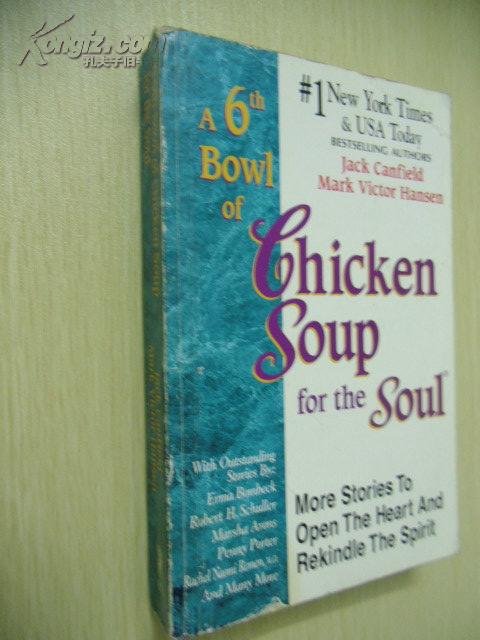 Kongfz.com
孔夫子旧书网
#1 New York Times
& USA Today
BESTSELLING AUTHORS
Jack Canfield
Mark Victor Hansen
A 6th
Bowl
of
Chicken
Soup
for the Soul
With Outstanding
Stories By:
Erma Bombeck
Robert H. Schuller
Marsha Arons
Penny Porter
Rachel Naomi Remen, M.D.
And Many More
More Stories To
Open The Heart And
Rekindle The Spirit